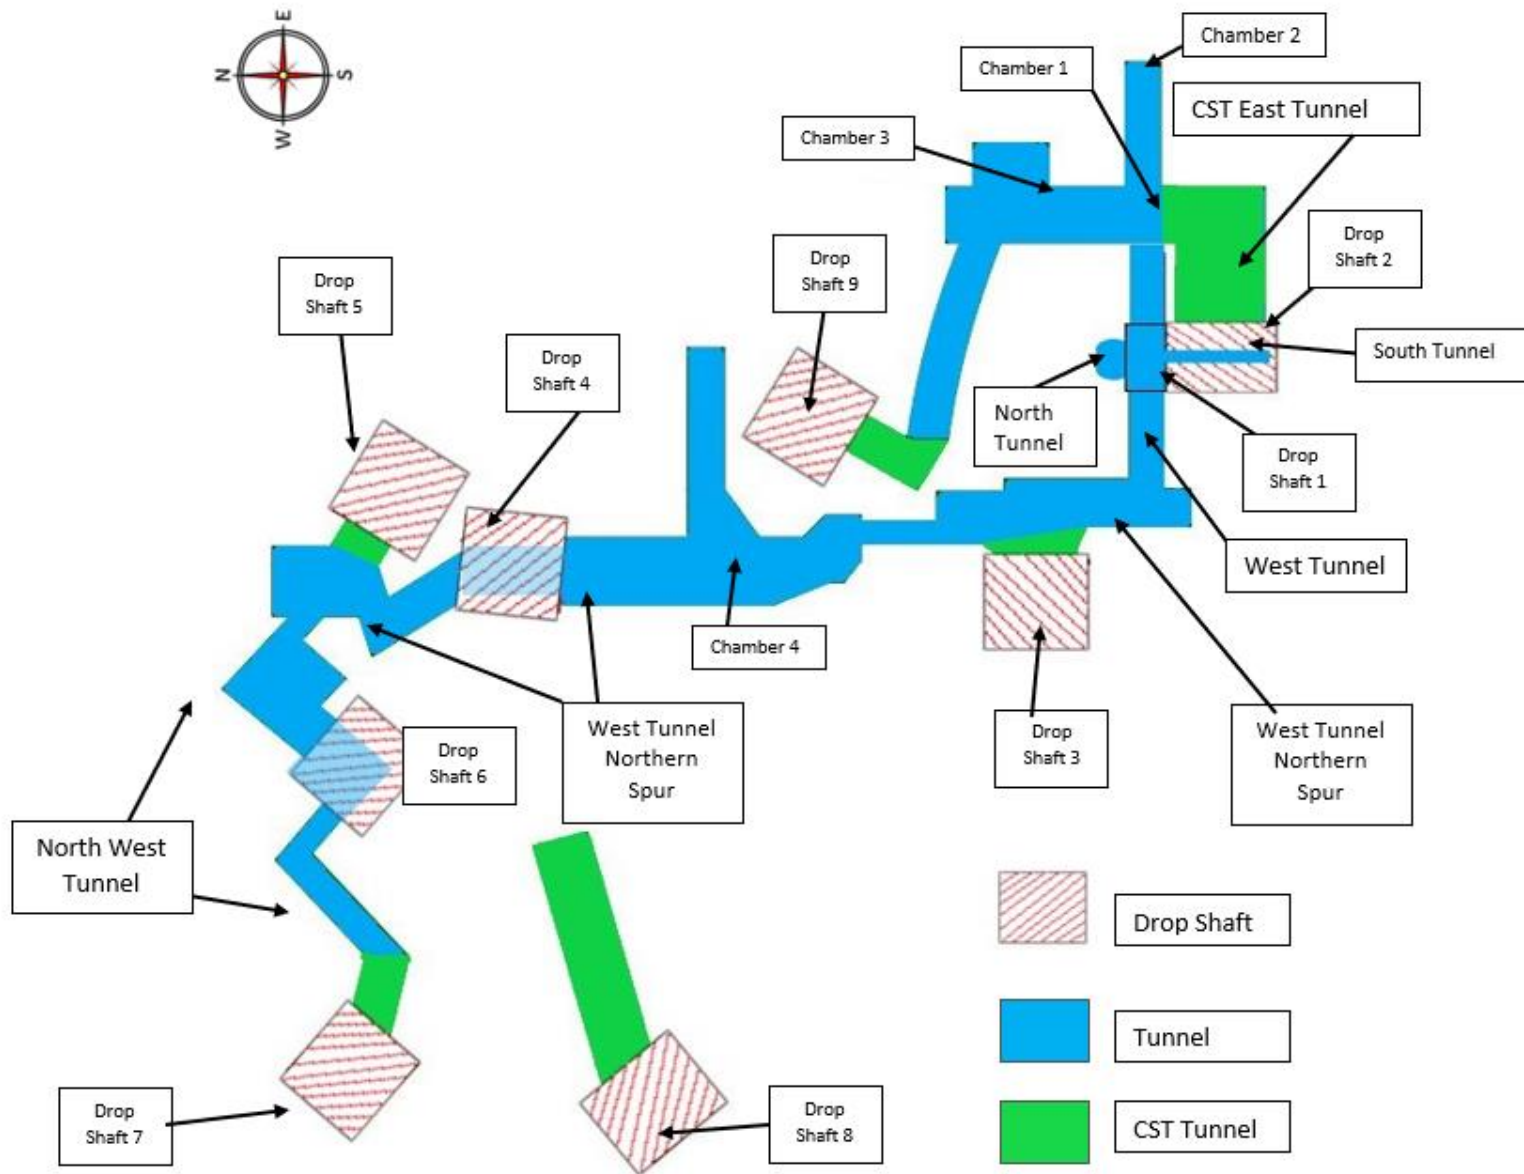 E
N
S
W
Chamber 2
Chamber 1
CST East Tunnel
Chamber 3
Drop
Shaft 2
Drop
Shaft 5
Drop
Shaft 9
South Tunnel
Drop
Shaft 4
North
Tunnel
Drop
Shaft 1
West Tunnel
Chamber 4
West Tunnel
Northern
Spur
Drop
Shaft 3
West Tunnel
Northern
Spur
Drop
Shaft 6
North West
Tunnel
Drop Shaft
Tunnel
Drop
Shaft 7
Drop
Shaft 8
CST Tunnel